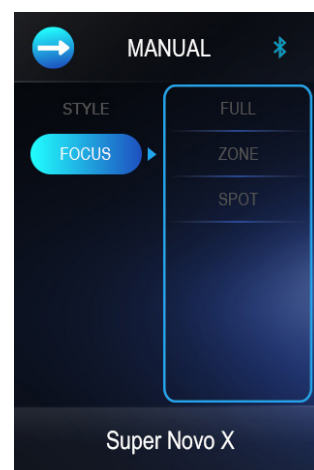 MANUAL
STYLE
FOCUS
FULL
ZONE
SPOT
Super Novo X